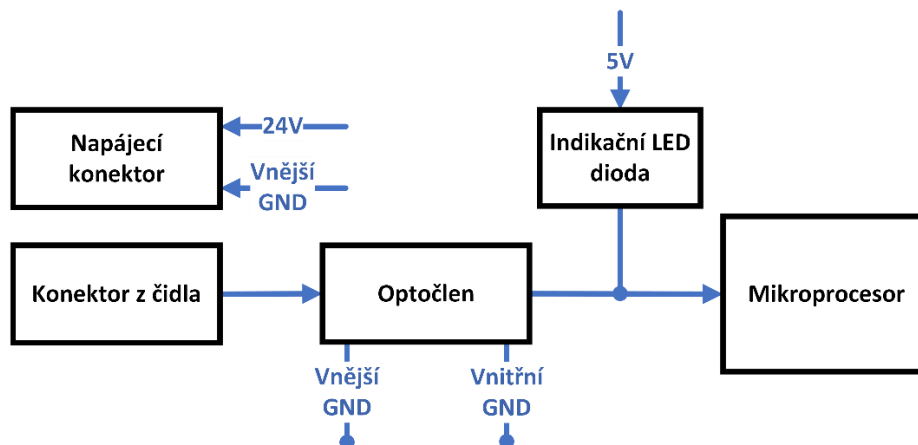 5V
Napájecí
konektor
24V
Vnější
GND
Indikační LED
dioda
Konektor z čidla
Optočlen
Mikroprocesor
Vnější
GND
Vnitřní
GND